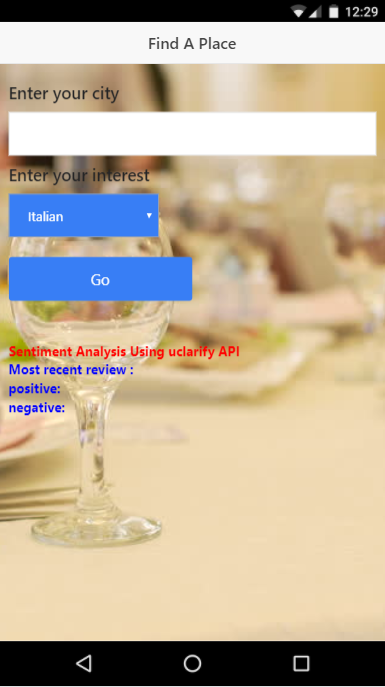 12:29
Find A Place
Enter your city
Enter your interest
Italian
Go
Sentiment Analysis Using uclarify API
Most recent review :
positive:
negative: